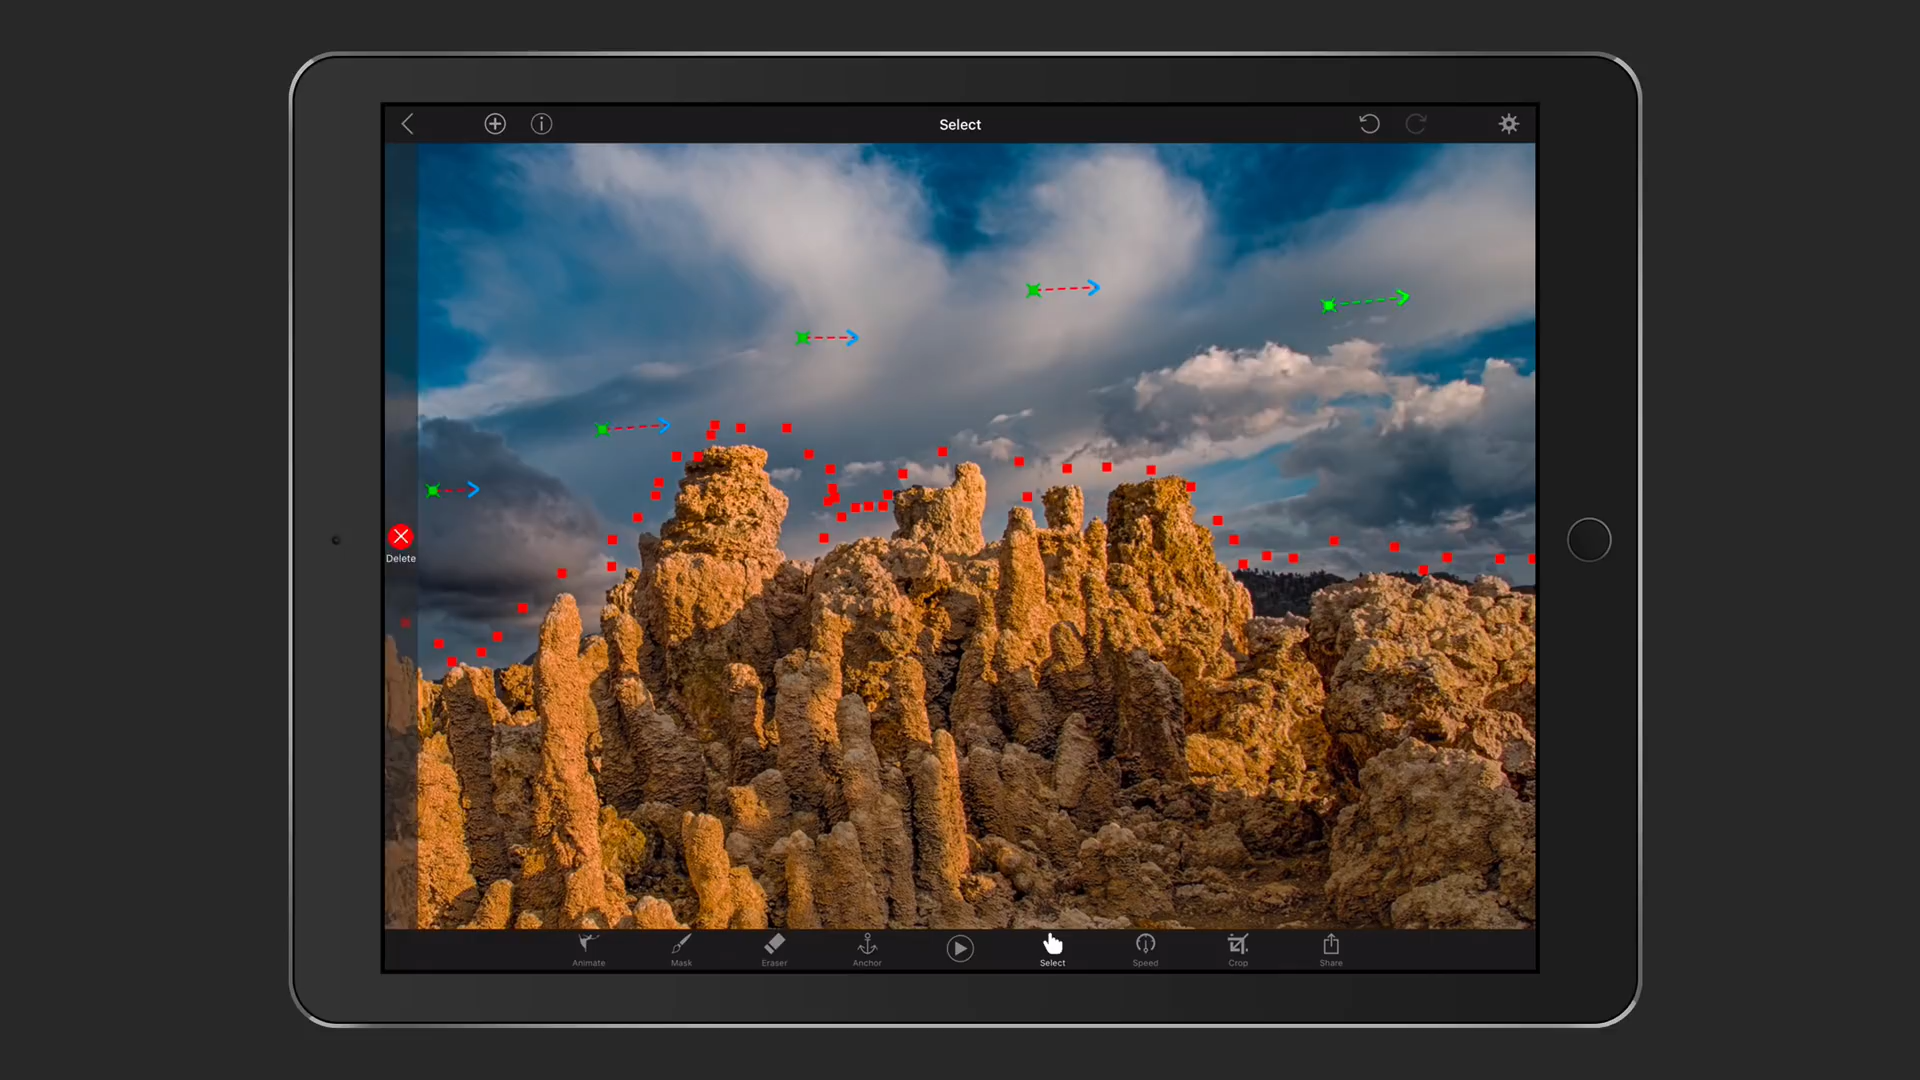 Select
Delete
Animate
Mask
Eraser
Anchor
Select
Speed
Crop
Share